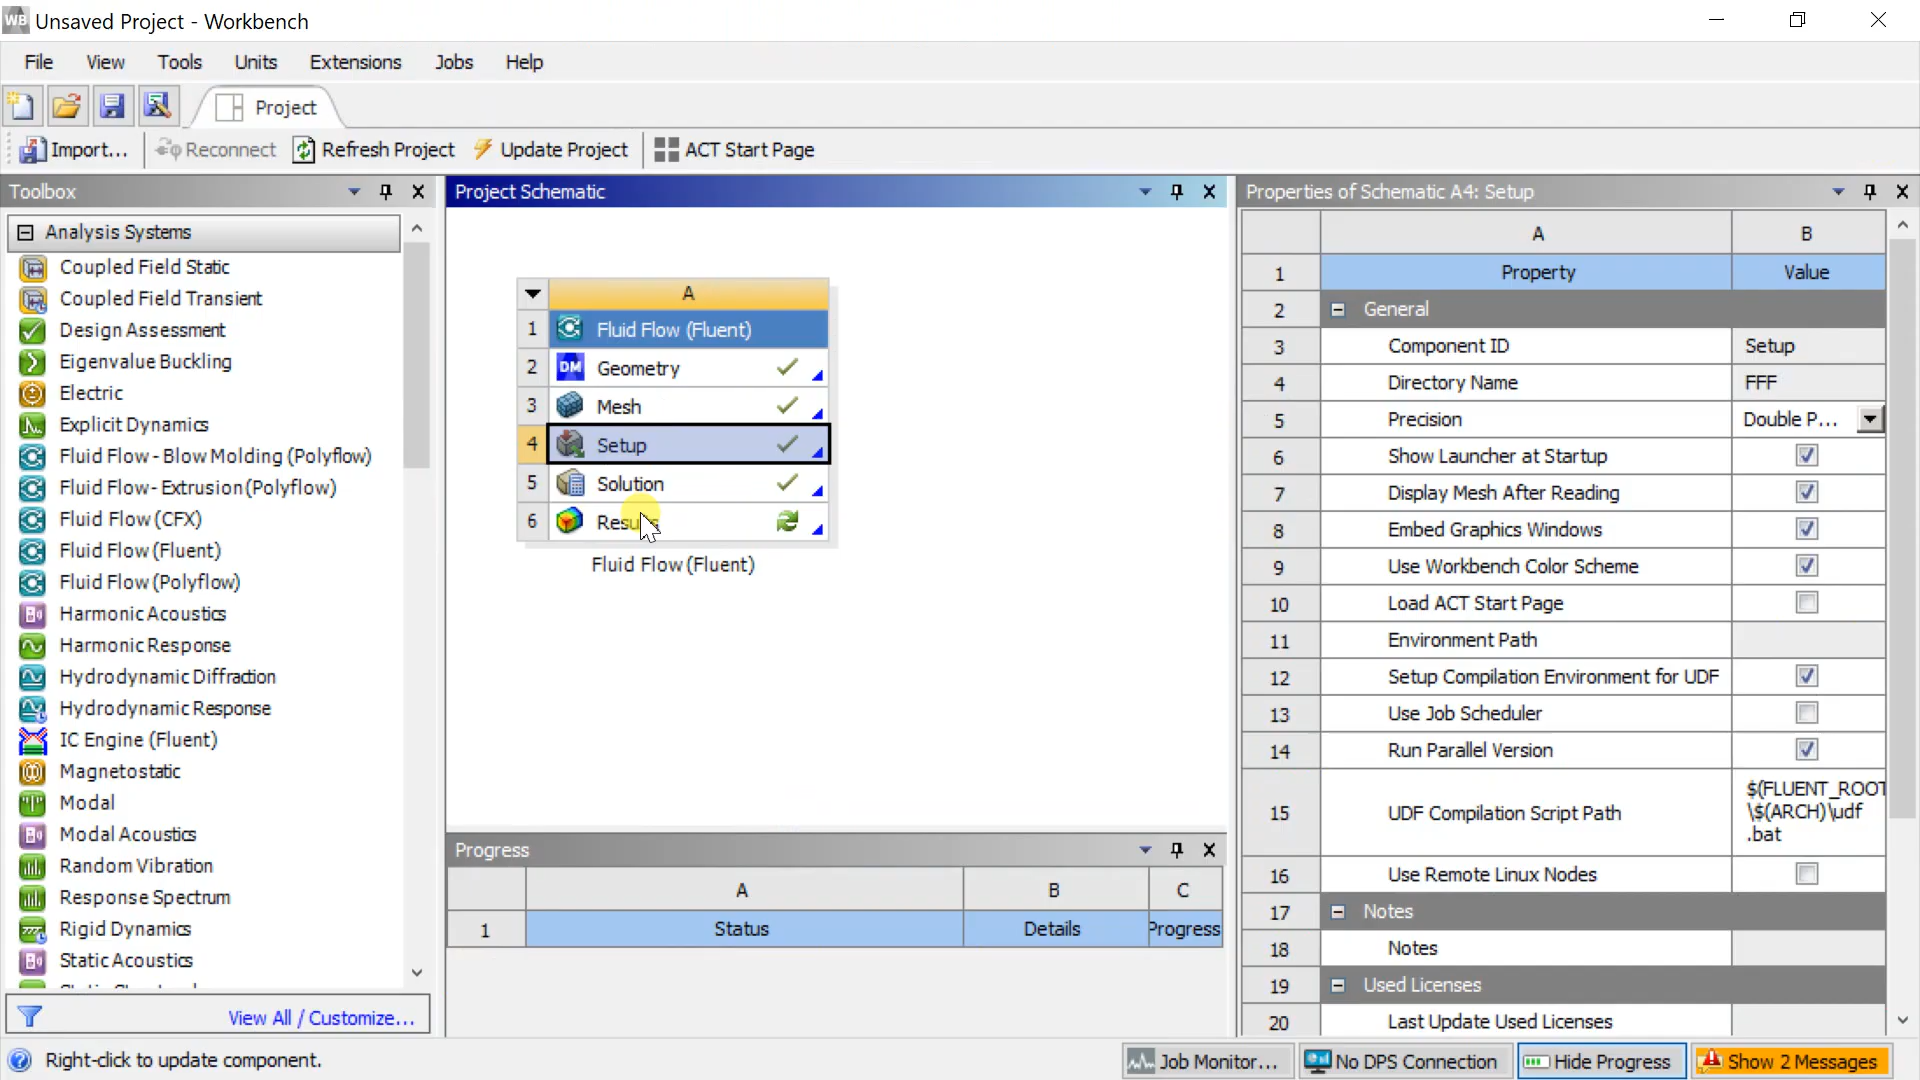 WB Unsaved Project - Workbench
File View Tools Units Extensions Jobs Help
Project
Import... Reconnect Refresh Project Update Project ACT Start Page
Toolbox
Analysis Systems
Coupled Field Static
Coupled Field Transient
Design Assessment
Eigenvalue Buckling
Electric
Explicit Dynamics
Fluid Flow - Blow Molding (Polyflow)
Fluid Flow - Extrusion (Polyflow)
Fluid Flow (CFX)
Fluid Flow (Fluent)
Fluid Flow (Polyflow)
Harmonic Acoustics
Harmonic Response
Hydrodynamic Diffraction
Hydrodynamic Response
IC Engine (Fluent)
Magnetostatic
Modal
Modal Acoustics
Random Vibration
Response Spectrum
Rigid Dynamics
Static Acoustics
View All / Customize...
Project Schematic
A
1 Fluid Flow (Fluent)
2 DM Geometry
3 Mesh
4 Setup
5 Solution
6 Results
Fluid Flow (Fluent)
Progress
A B C
1 Status Details Progress
Properties of Schematic A4: Setup
A B
1 Property Value
2 General
3 Component ID Setup
4 Directory Name FFF
5 Precision Double P...
6 Show Launcher at Startup
7 Display Mesh After Reading
8 Embed Graphics Windows
9 Use Workbench Color Scheme
10 Load ACT Start Page
11 Environment Path
12 Setup Compilation Environment for UDF
13 Use Job Scheduler
14 Run Parallel Version
15 UDF Compilation Script Path $(FLUENT_ROOT
\$(ARCH)\udf
.bat
16 Use Remote Linux Nodes
17 Notes
18 Notes
19 Used Licenses
20 Last Update Used Licenses
Right-click to update component.
Job Monitor... No DPS Connection Hide Progress Show 2 Messages